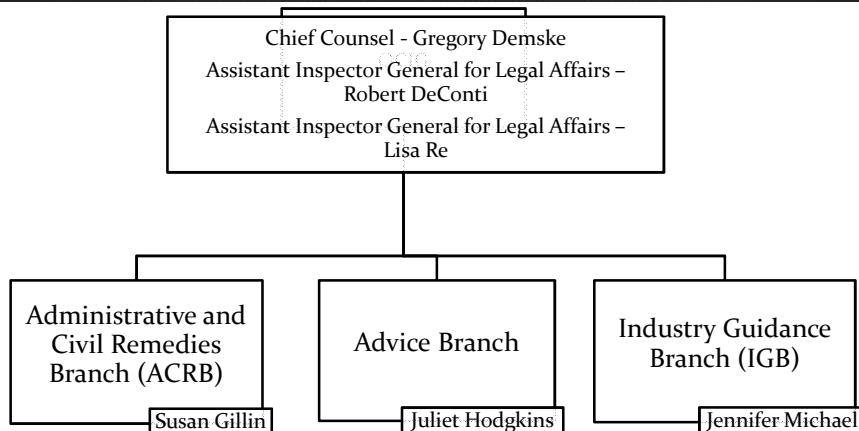 Chief Counsel - Gregory Demske
Assistant Inspector General for Legal Affairs –
Robert DeConti
Assistant Inspector General for Legal Affairs –
Lisa Re
Administrative and
Civil Remedies
Branch (ACRB)
Susan Gillin
Advice Branch
Juliet Hodgkins
Industry Guidance
Branch (IGB)
Jennifer Michael